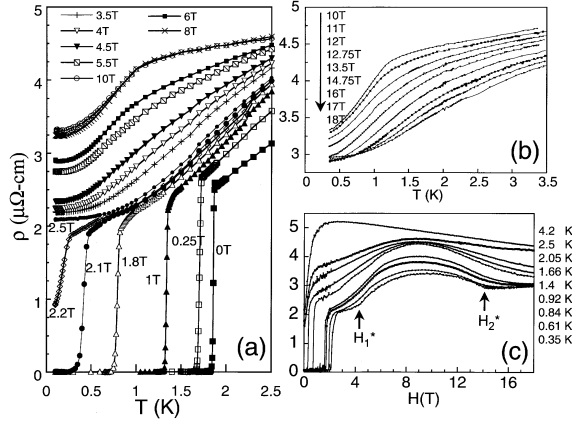 3.5T
4T
4.5T
5.5T
10T
6T
8T
ρ (μΩ-cm)
5
4
3
2
1
0
2.5T
2.2T
2.1T
1.8T
1T
0.25T
0T
(a)
0 0.5 1 1.5 2 2.5
T (K)
10T
11T
12T
12.75T
13.5T
14.75T
16T
17T
18T
5.0
4.5
4.0
3.5
3.0
(b)
0 0.5 1 1.5 2 2.5 3 3.5
T (K)
5
4
3
2
1
0
4.2 K
2.5 K
2.05 K
1.66 K
1.4 K
0.92 K
0.84 K
0.61 K
0.35 K
H1*
H2*
(c)
0 4 8 12 16
H(T)